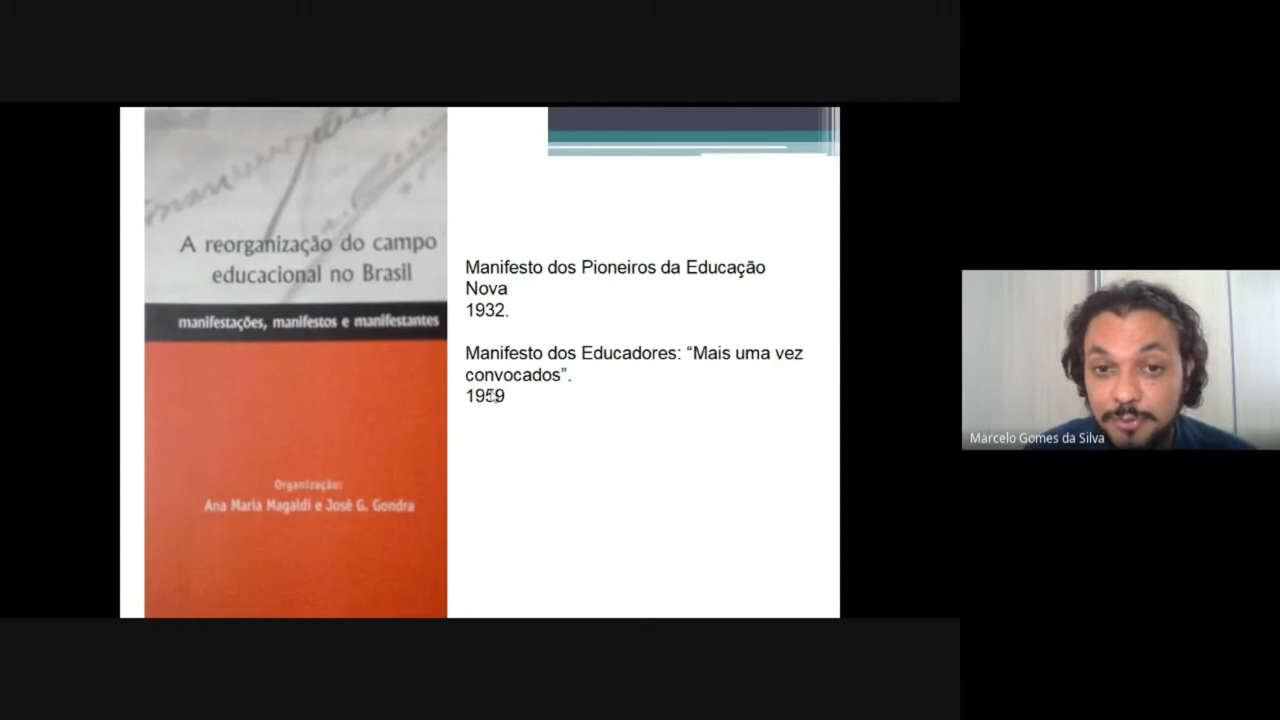 A reorganização do campo
educacional no Brasil
manifestações, manifestos e manifestantes
Organização:
Ana Maria Magaldi e José G. Gondra
Manifesto dos Pioneiros da Educação
Nova
1932.
Manifesto dos Educadores: “Mais uma vez
convocados”.
1959
Marcelo Gomes da Silva